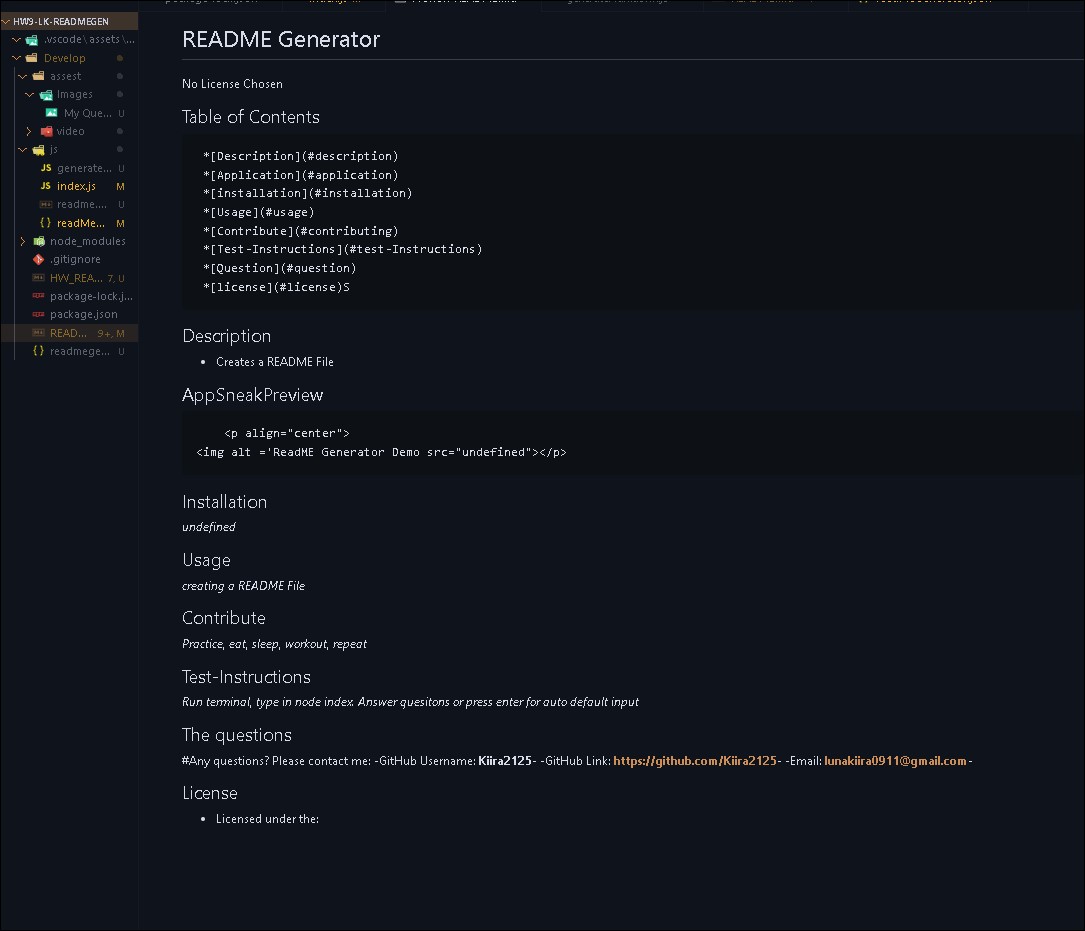 HW9-LK-READMEGEN
.vscode\assets\...
Develop
assest
Images
My Que... U
video
js
generate... U
index.js M
readme.... U
readMe... M
node_modules
.gitignore
HW_REA... 7, U
package-lock.j...
package.json
READ... 9+, M
readmege... U
README Generator
No License Chosen
Table of Contents
*[Description](#description)
*[Application](#application)
*[installation](#installation)
*[Usage](#usage)
*[Contribute](#contributing)
*[Test-Instructions](#test-Instructions)
*[Question](#question)
*[license](#license)S
Description
• Creates a README File
AppSneakPreview
<p align="center">
<img alt ='ReadME Generator Demo src="undefined"></p>
Installation
undefined
Usage
creating a README File
Contribute
Practice, eat, sleep, workout, repeat
Test-Instructions
Run terminal, type in node index. Answer quesitons or press enter for auto default input
The questions
#Any questions? Please contact me: -GitHub Username: Kiira2125- -GitHub Link: https://github.com/Kiira2125- -Email: lunakiira0911@gmail.com -
License
• Licensed under the: